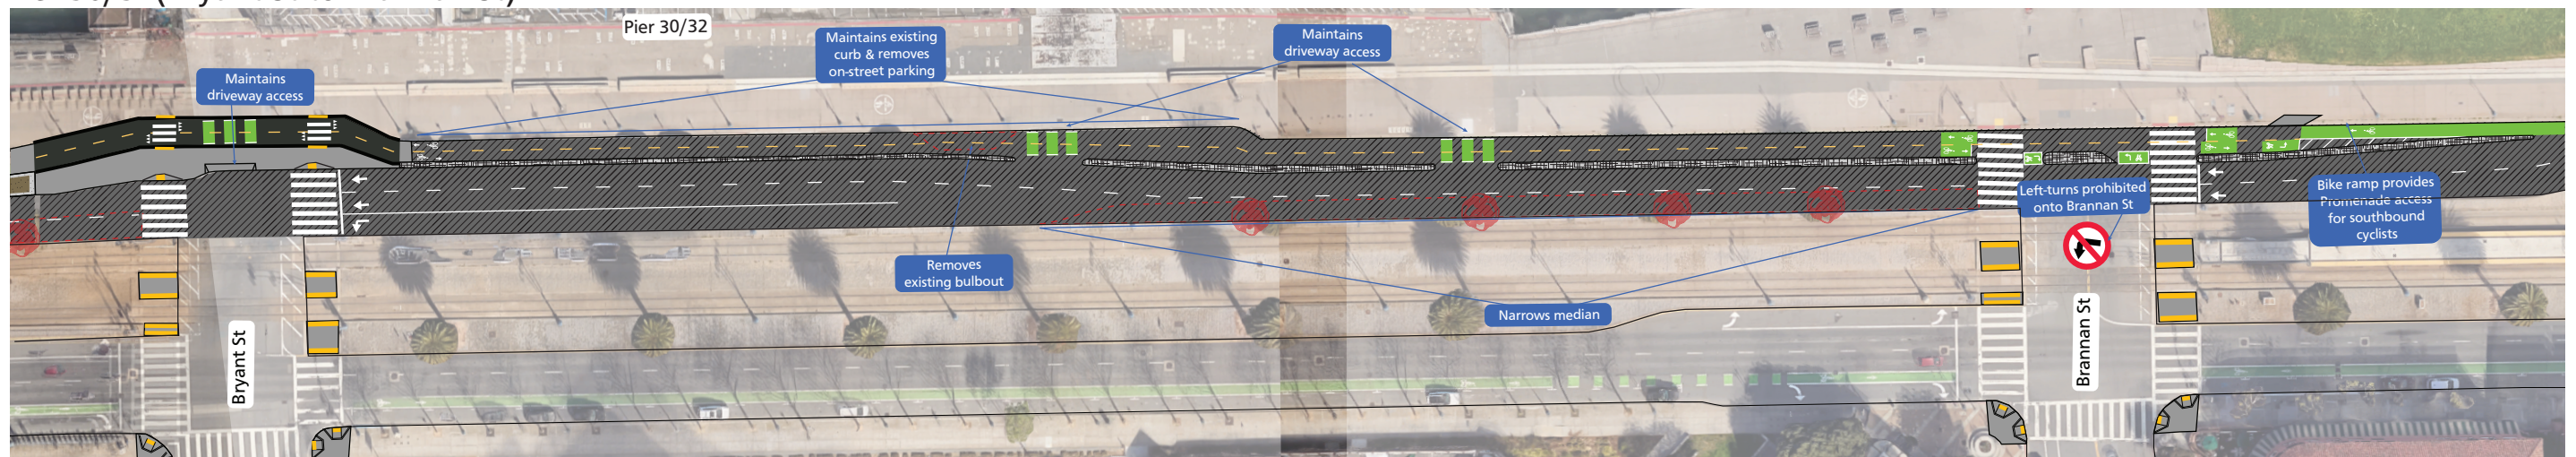 Pier 30/32
Maintains existing
curb & removes
on-street parking
Maintains
driveway access
Maintains
driveway access
Removes
existing bulbout
Narrows median
Left-turns prohibited
onto Brannan St
Bike ramp provides
Promenade access
for southbound
cyclists
Bryant St
Brannan St